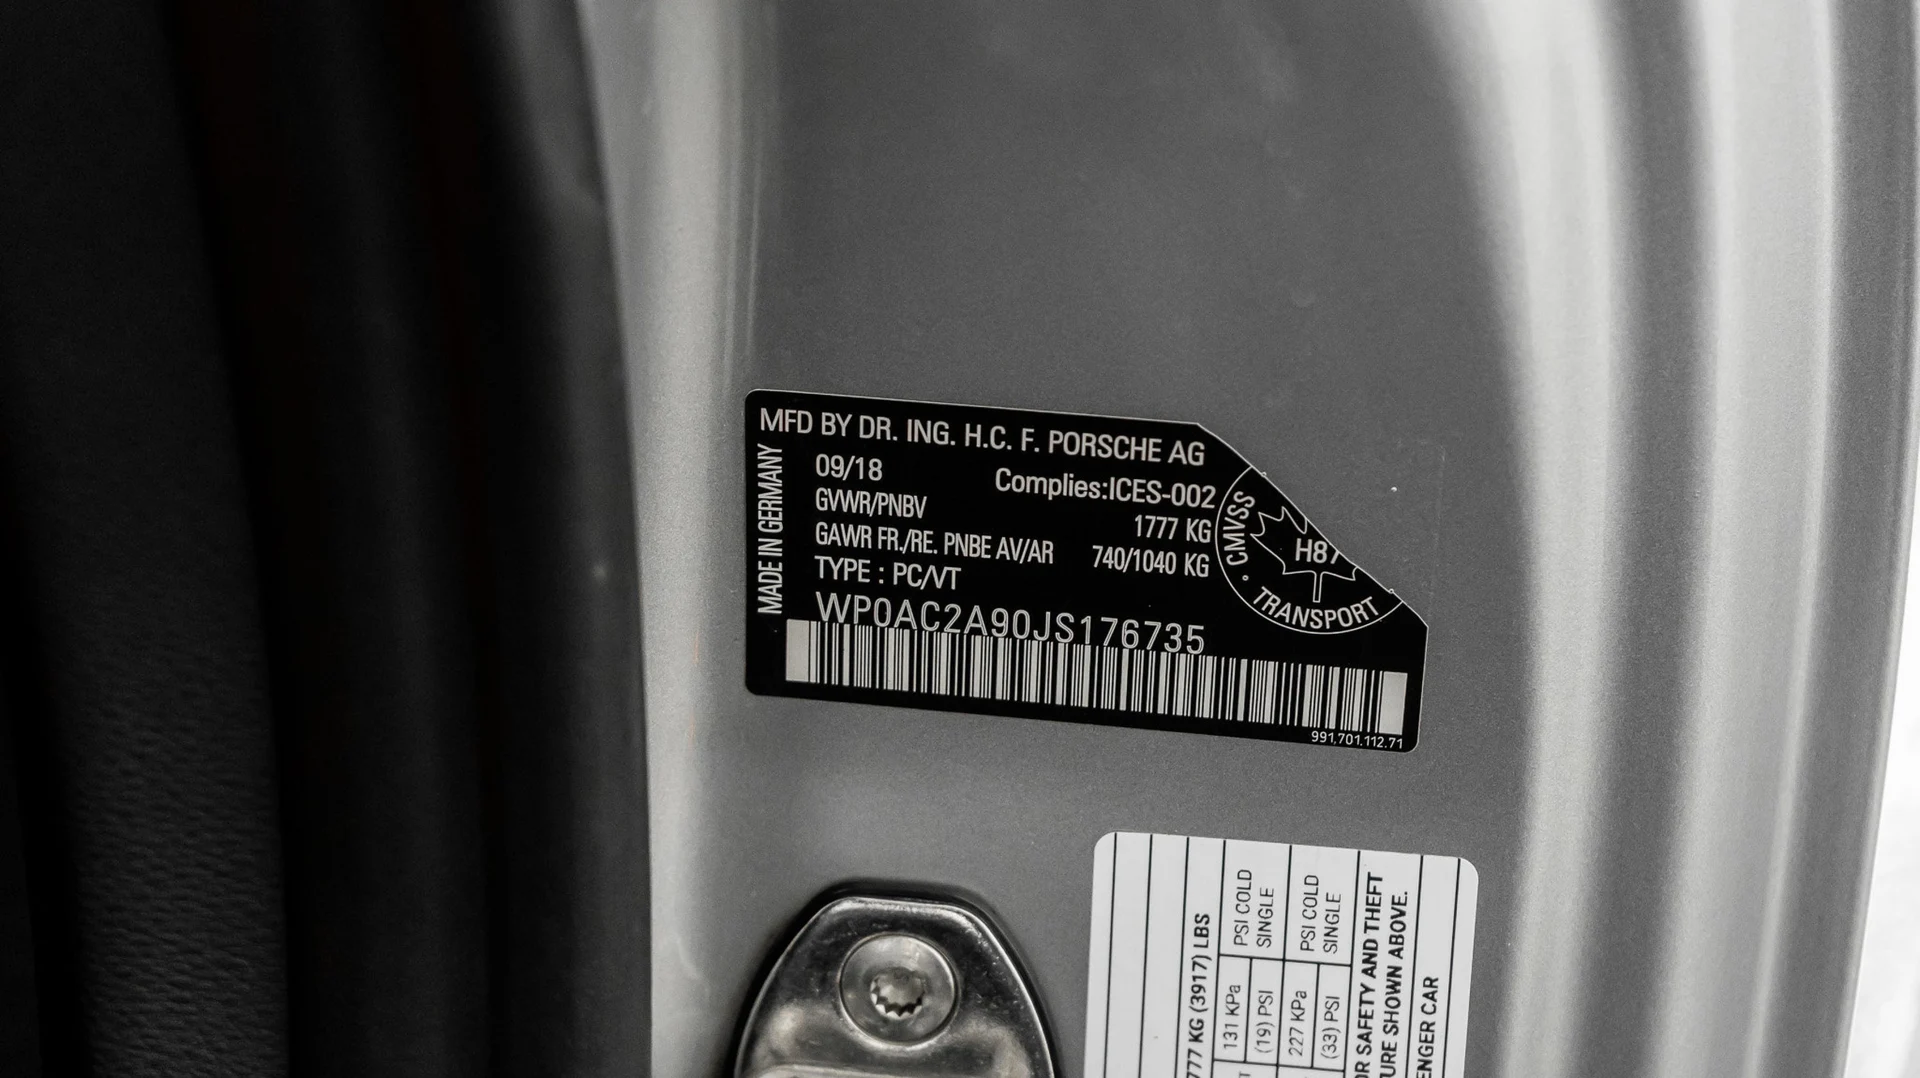 MFD BY DR. ING. H.C. F. PORSCHE AG
MADE IN GERMANY
09/18
Complies:ICES-002
GVWR/PNBV 1777 KG
GAWR FR./RE. PNBE AV/AR 740/1040 KG
TYPE : PC/VT
WP0AC2A90JS176735
CMVSS
H87
TRANSPORT
991.701.112.71
777 KG (3917) LBS
PSI COLD
SINGLE
131 KPa
(19) PSI
PSI COLD
SINGLE
227 KPa
(33) PSI
OR SAFETY AND THEFT
URE SHOWN ABOVE.
ENGER CAR